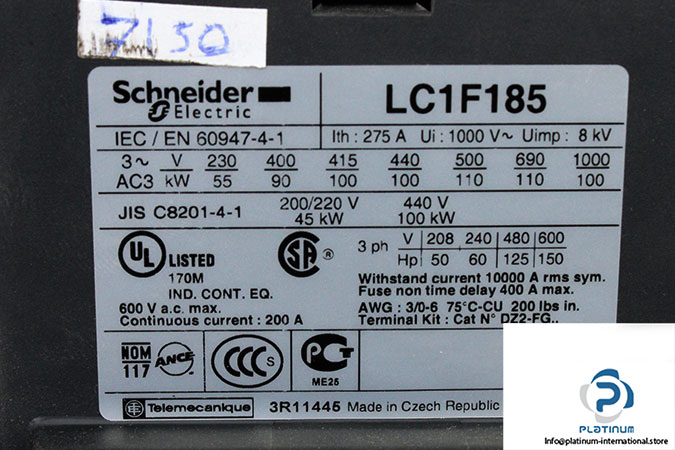 7130
Schneider
Electric
LC1F185
IEC / EN 60947-4-1
Ith : 275 A Ui : 1000 V~ Uimp : 8 kV
3~ V 230 400 415 440 500 690 1000
AC3 kW 55 90 100 100 110 110 100
JIS C8201-4-1
200/220 V 440 V
45 kW 100 kW
UL LISTED
170M
IND. CONT. EQ.
600 V a.c. max.
Continuous current : 200 A
SA ®
3 ph V 208 240 480 600
Hp 50 60 125 150
Withstand current 10000 A rms sym.
Fuse non time delay 400 A max.
AWG : 3/0-6 75°C-CU 200 lbs in.
Terminal Kit : Cat N° DZ2-FG..
NOM
117
ANCE
CCC S
PCT
ME25
Telemecanique
3R11445 Made in Czech Republic
PLATINUM
Info@platinum-international.store